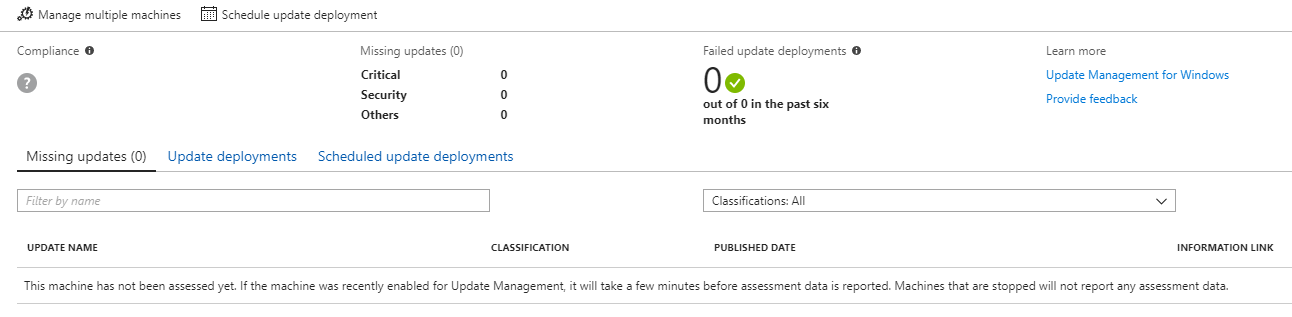 Manage multiple machines Schedule update deployment
Compliance Missing updates (0) Failed update deployments Learn more
? Critical 0 0 Update Management for Windows
Security 0 out of 0 in the past six Provide feedback
Others 0 months
Missing updates (0) Update deployments Scheduled update deployments
Filter by name Classifications: All
UPDATE NAME CLASSIFICATION PUBLISHED DATE INFORMATION LINK
This machine has not been assessed yet. If the machine was recently enabled for Update Management, it will take a few minutes before assessment data is reported. Machines that are stopped will not report any assessment data.